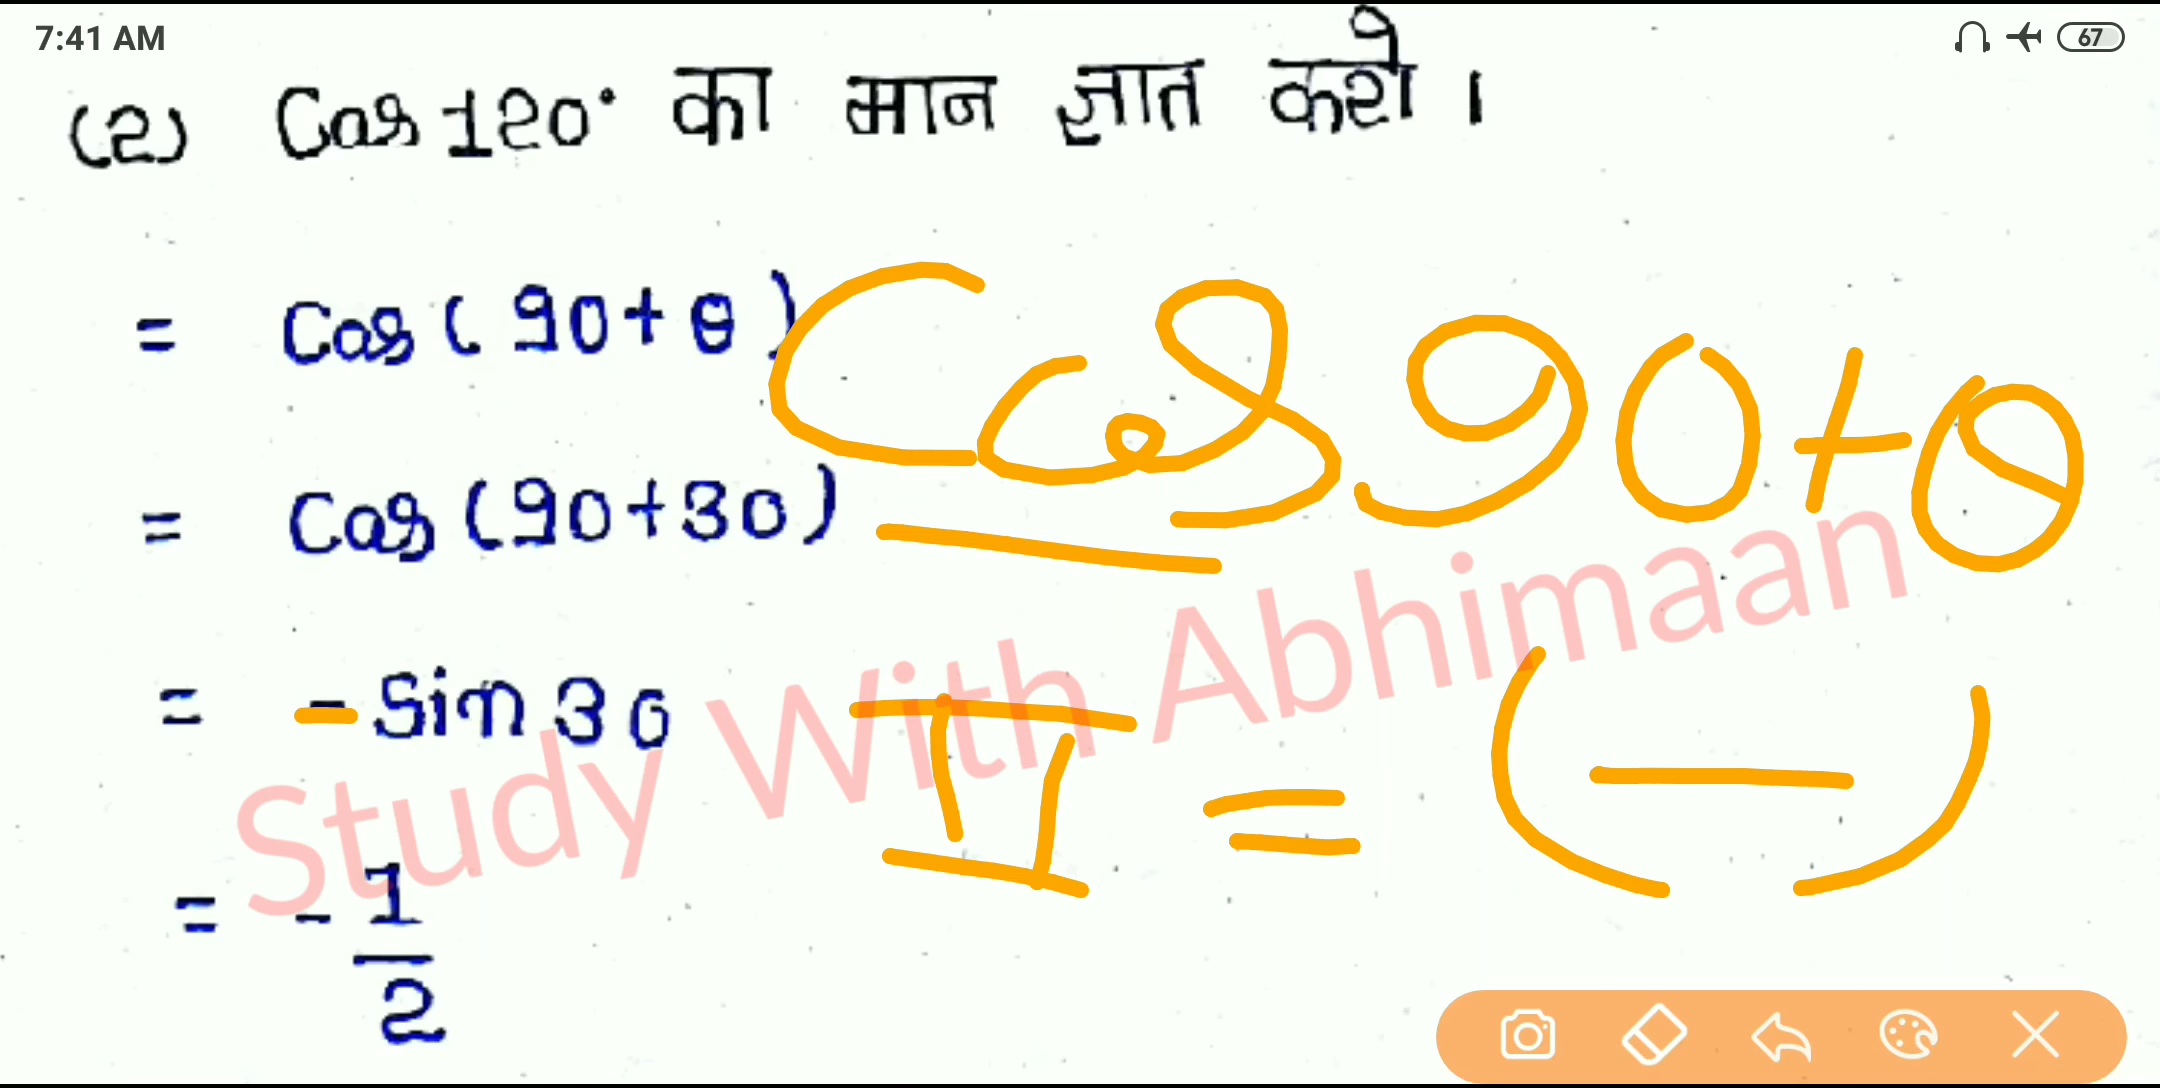 7:41 AM
67
(2) Cos 120° का मान ज्ञात करो ।
= Cos ( 90 + θ )
Cos 90 + θ
= Cos (90+30)
= - Sin 30
II = (-)
= - 1/2
Study With Abhimaan